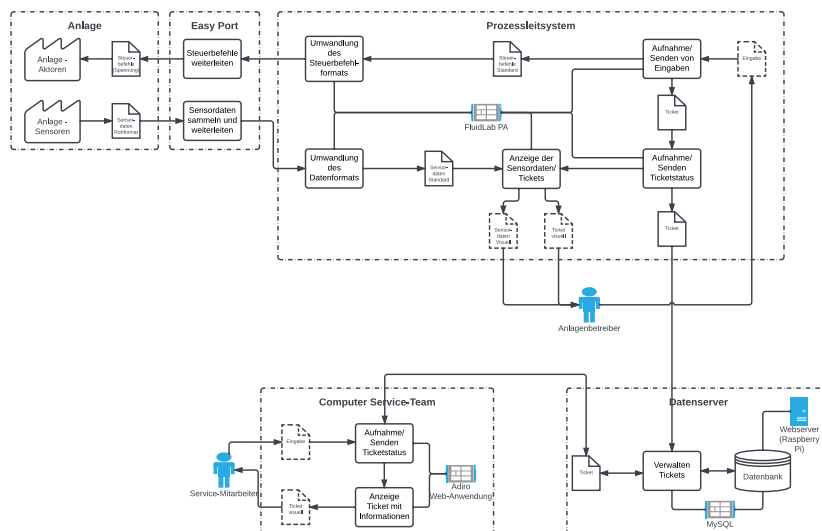 Anlage
Easy Port
Prozessleitsystem
Anlage -
Aktoren
Steuer-
befehle
(Spannung)
Steuerbefehle
weiterleiten
Umwandlung
des
Steuerbefehl-
formats
Steuer-
befehle
Standard
Aufnahme/
Senden von
Eingaben
Eingabe
Anlage -
Sensoren
Sensor-
daten
Rohformat
Sensordaten
sammeln und
weiterleiten
FluidLab PA
Ticket
Umwandlung
des
Datenformats
Sensor-
daten
Standard
Anzeige der
Sensordaten/
Tickets
Aufnahme/
Senden
Ticketstatus
Sensor-
daten
Visuell
Ticket
visuell
Ticket
Anlagenbetreiber
Computer Service-Team
Datenserver
Eingabe
Aufnahme/
Senden
Ticketstatus
Service-Mitarbeiter
Ticket
visuell
Anzeige
Ticket mit
Informationen
Adiro
Web-Anwendung
Ticket
Verwalten
Tickets
Datenbank
Webserver
(Raspberry
Pi)
MySQL